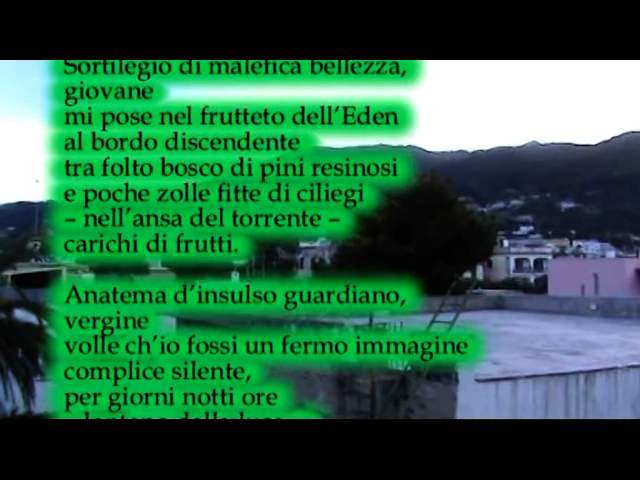 Sortilegio di malefica bellezza,
giovane
mi pose nel frutteto dell'Eden
al bordo discendente
tra folto bosco di pini resinosi
e poche zolle fitte di ciliegi
– nell'ansa del torrente –
carichi di frutti.
Anatema d'insulso guardiano,
vergine
volle ch'io fossi un fermo immagine
complice silente,
per giorni notti ore